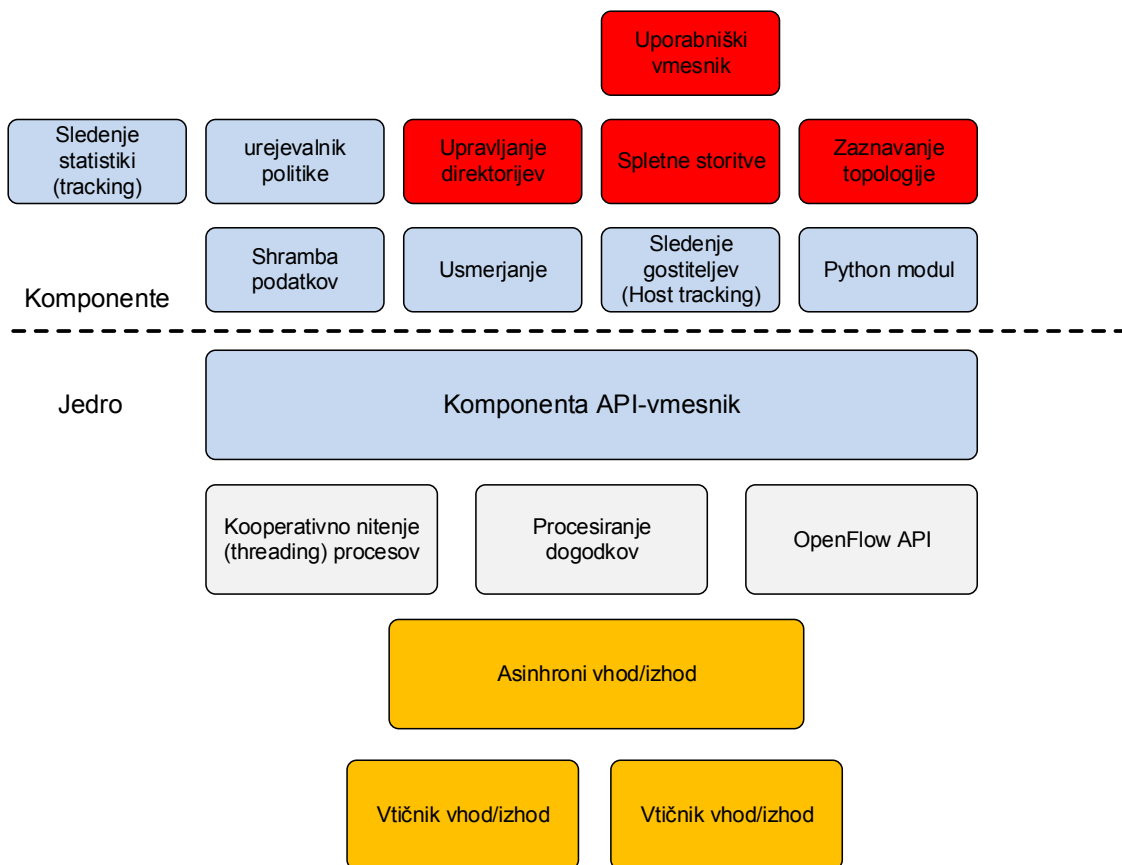 Uporabniški
vmesnik
Sledenje
statistiki
(tracking)
urejevalnik
politike
Upravljanje
direktorijev
Spletne storitve
Zaznavanje
topologije
Shramba
podatkov
Usmerjanje
Sledenje
gostiteljev
(Host tracking)
Python modul
Komponente
Jedro
Komponenta API-vmesnik
Kooperativno nitenje
(threading) procesov
Procesiranje
dogodkov
OpenFlow API
Asinhroni vhod/izhod
Vtičnik vhod/izhod
Vtičnik vhod/izhod